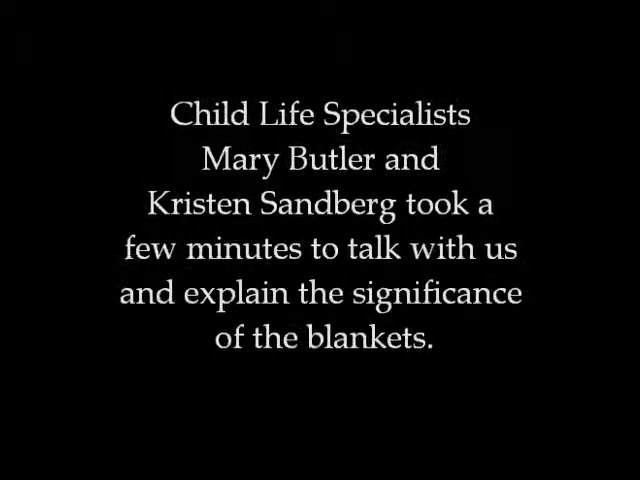 Child Life Specialists
Mary Butler and
Kristen Sandberg took a
few minutes to talk with us
and explain the significance
of the blankets.